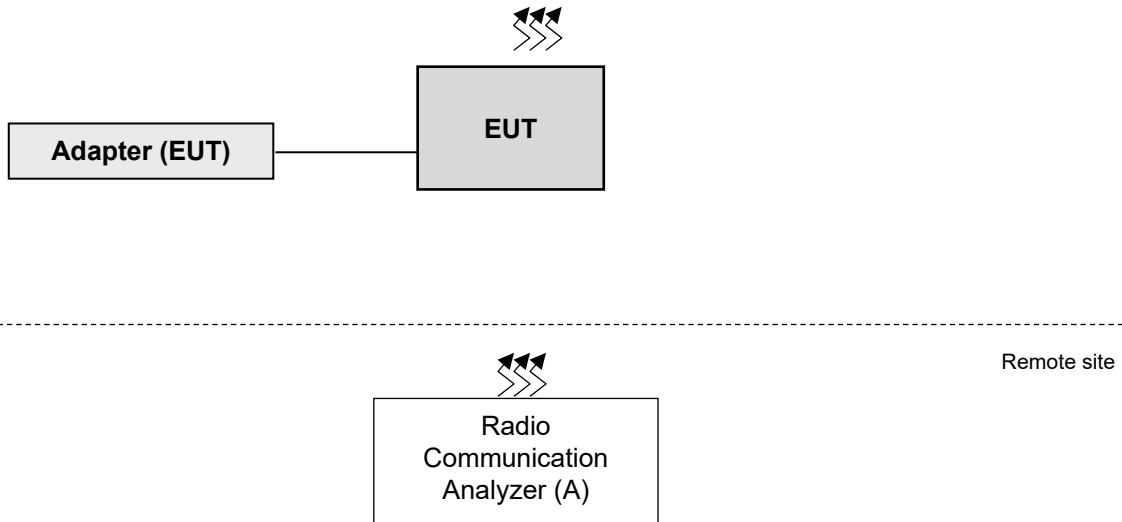 EUT
Adapter (EUT)
Remote site
Radio
Communication
Analyzer (A)